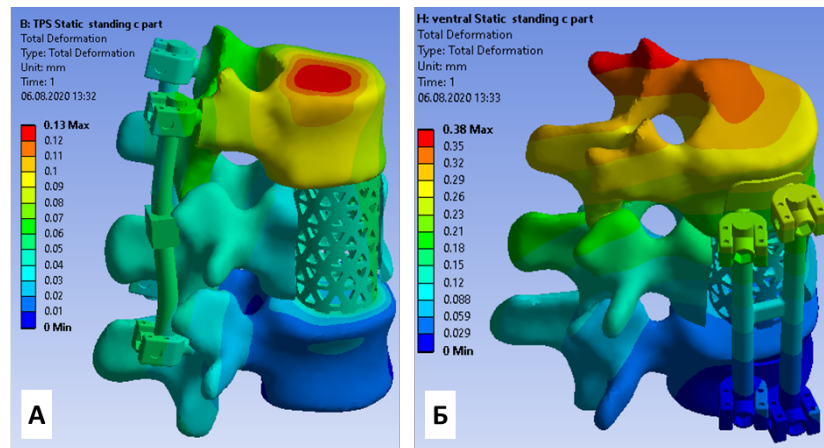 B: TPS Static standing c part
Total Deformation
Type: Total Deformation
Unit: mm
Time: 1
06.08.2020 13:32
0.13 Max
0.12
0.11
0.1
0.09
0.08
0.07
0.06
0.05
0.04
0.03
0.02
0.01
0 Min
А
H: ventral Static standing c part
Total Deformation
Type: Total Deformation
Unit: mm
Time: 1
06.08.2020 13:33
0.38 Max
0.35
0.32
0.29
0.26
0.23
0.21
0.18
0.15
0.12
0.088
0.059
0.029
0 Min
Б